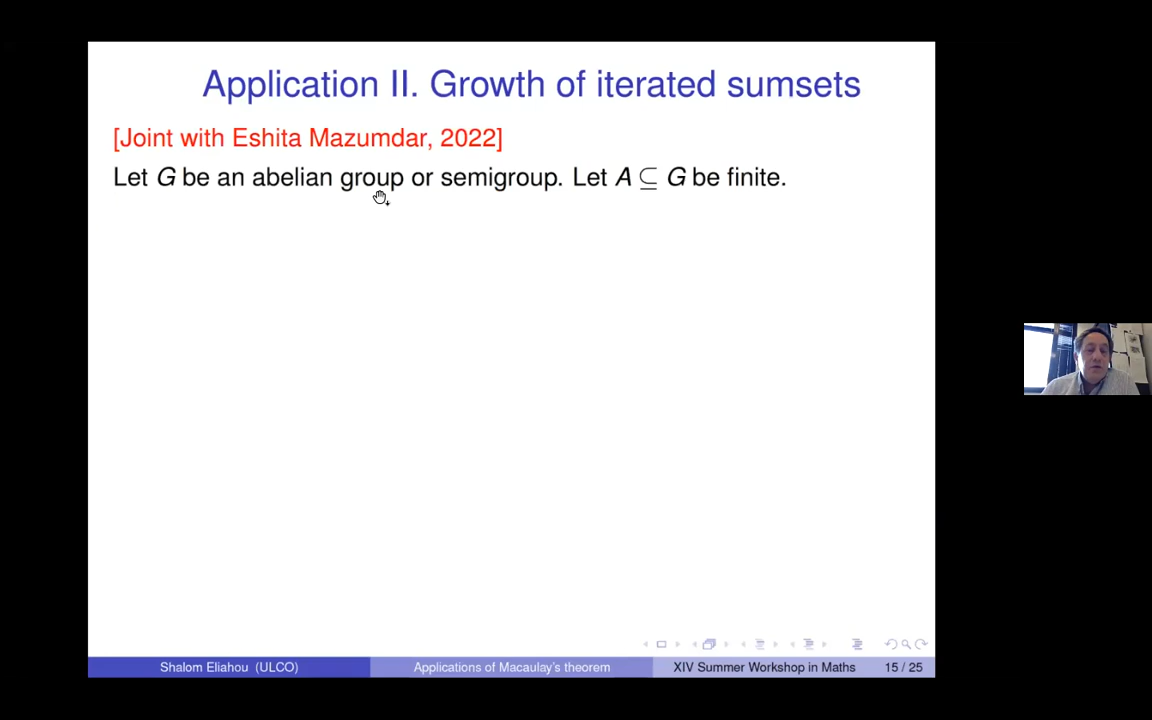 Application II. Growth of iterated sumsets
[Joint with Eshita Mazumdar, 2022]
Let G be an abelian group or semigroup. Let A ⊆ G be finite.
Shalom Eliahou (ULCO) Applications of Macaulay's theorem XIV Summer Workshop in Maths 15 / 25